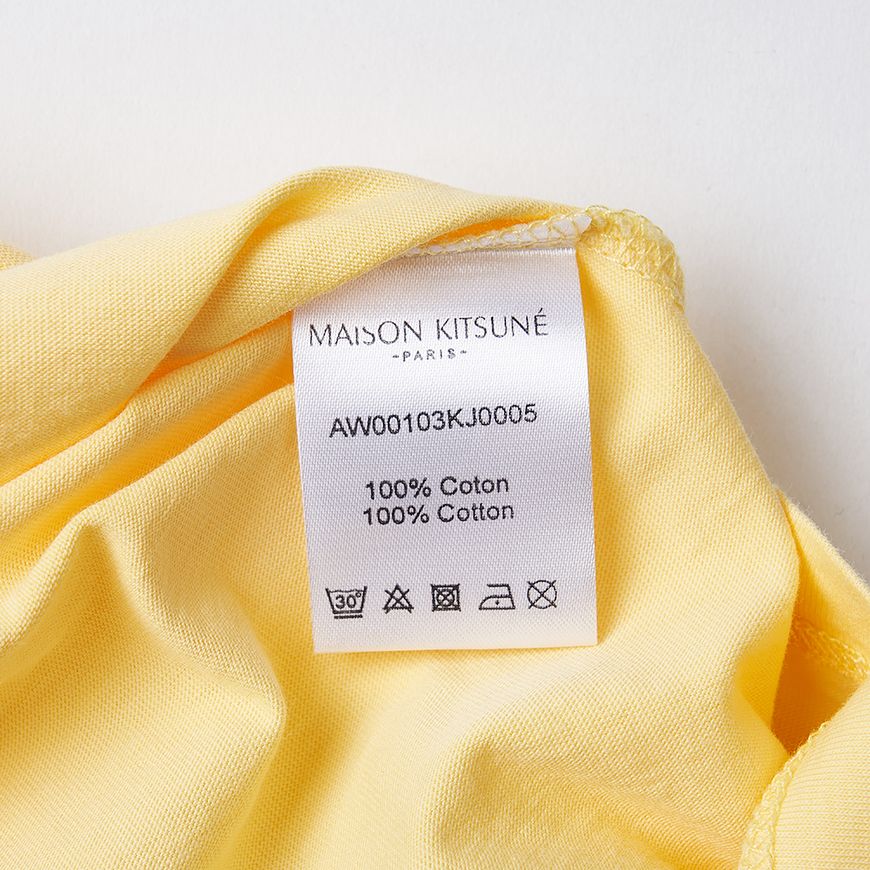 MAISON KITSUNÉ
-PARIS-
AW00103KJ0005
100% Coton
100% Cotton
30°